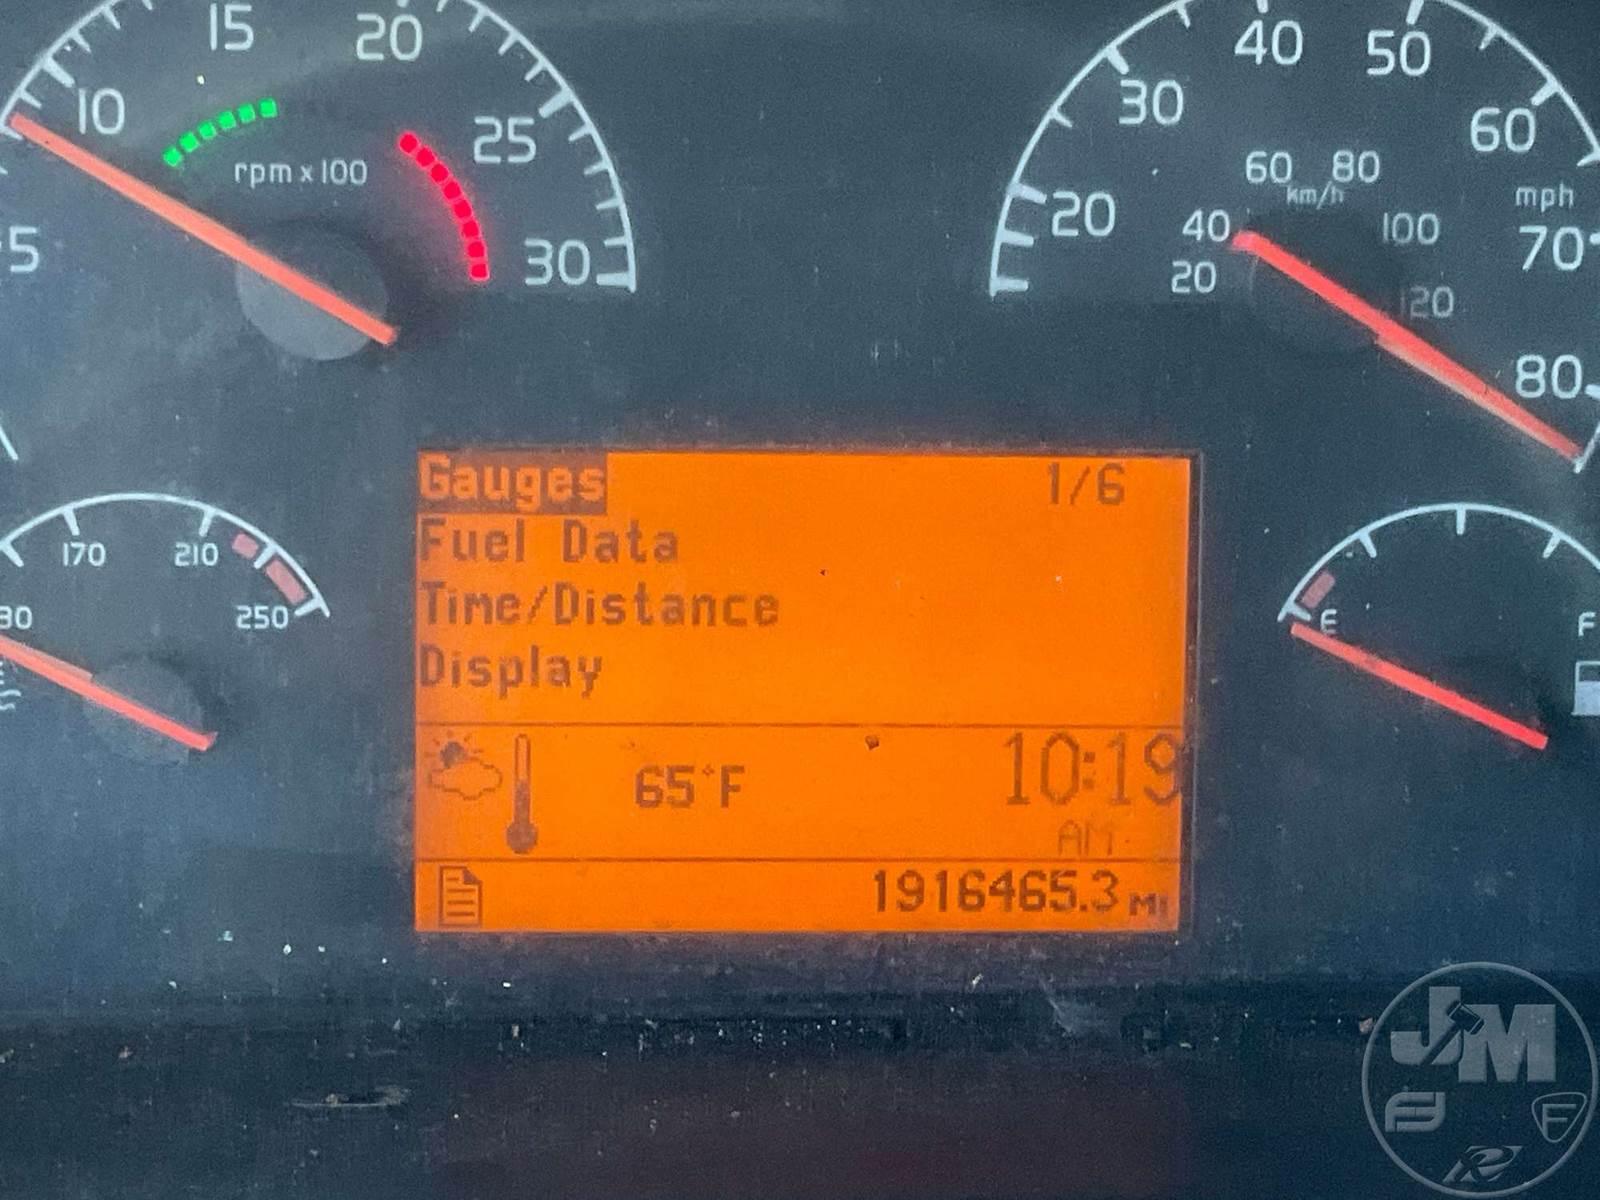 15
20
10
25
rpm x 100
5
30
40
50
30
60
60 80
km/h
mph
20
40
100
70
20
120
80
Gauges 1/6
Fuel Data
Time/Distance
Display
170
210
250
E
F
65°F
10:19
AM
1916465.3 MI
JM
F